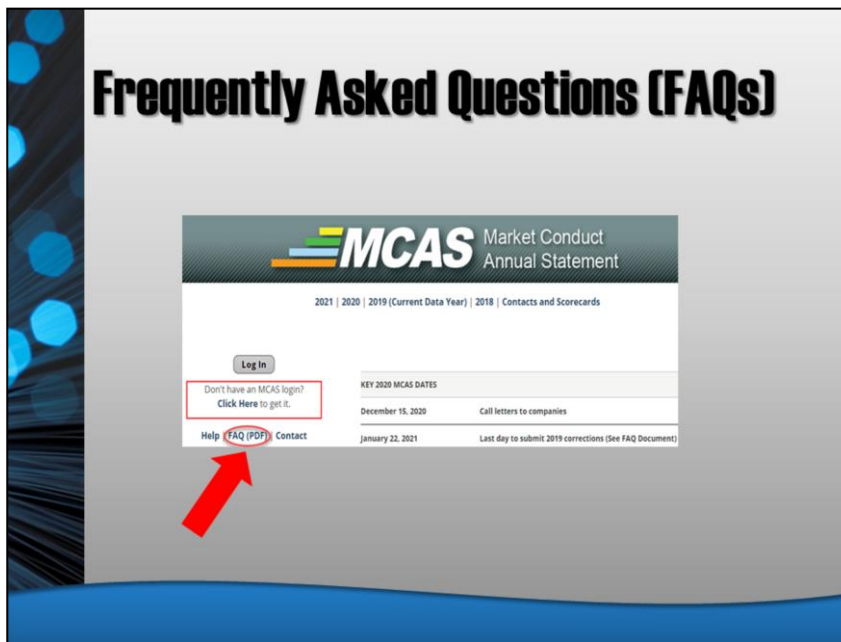 Frequently Asked Questions (FAQs)
MCAS Market Conduct
Annual Statement
2021 | 2020 | 2019 (Current Data Year) | 2018 | Contacts and Scorecards
Log In
Don't have an MCAS login?
Click Here to get it.
Help | FAQ (PDF) | Contact
KEY 2020 MCAS DATES
December 15, 2020 Call letters to companies
January 22, 2021 Last day to submit 2019 corrections (See FAQ Document)